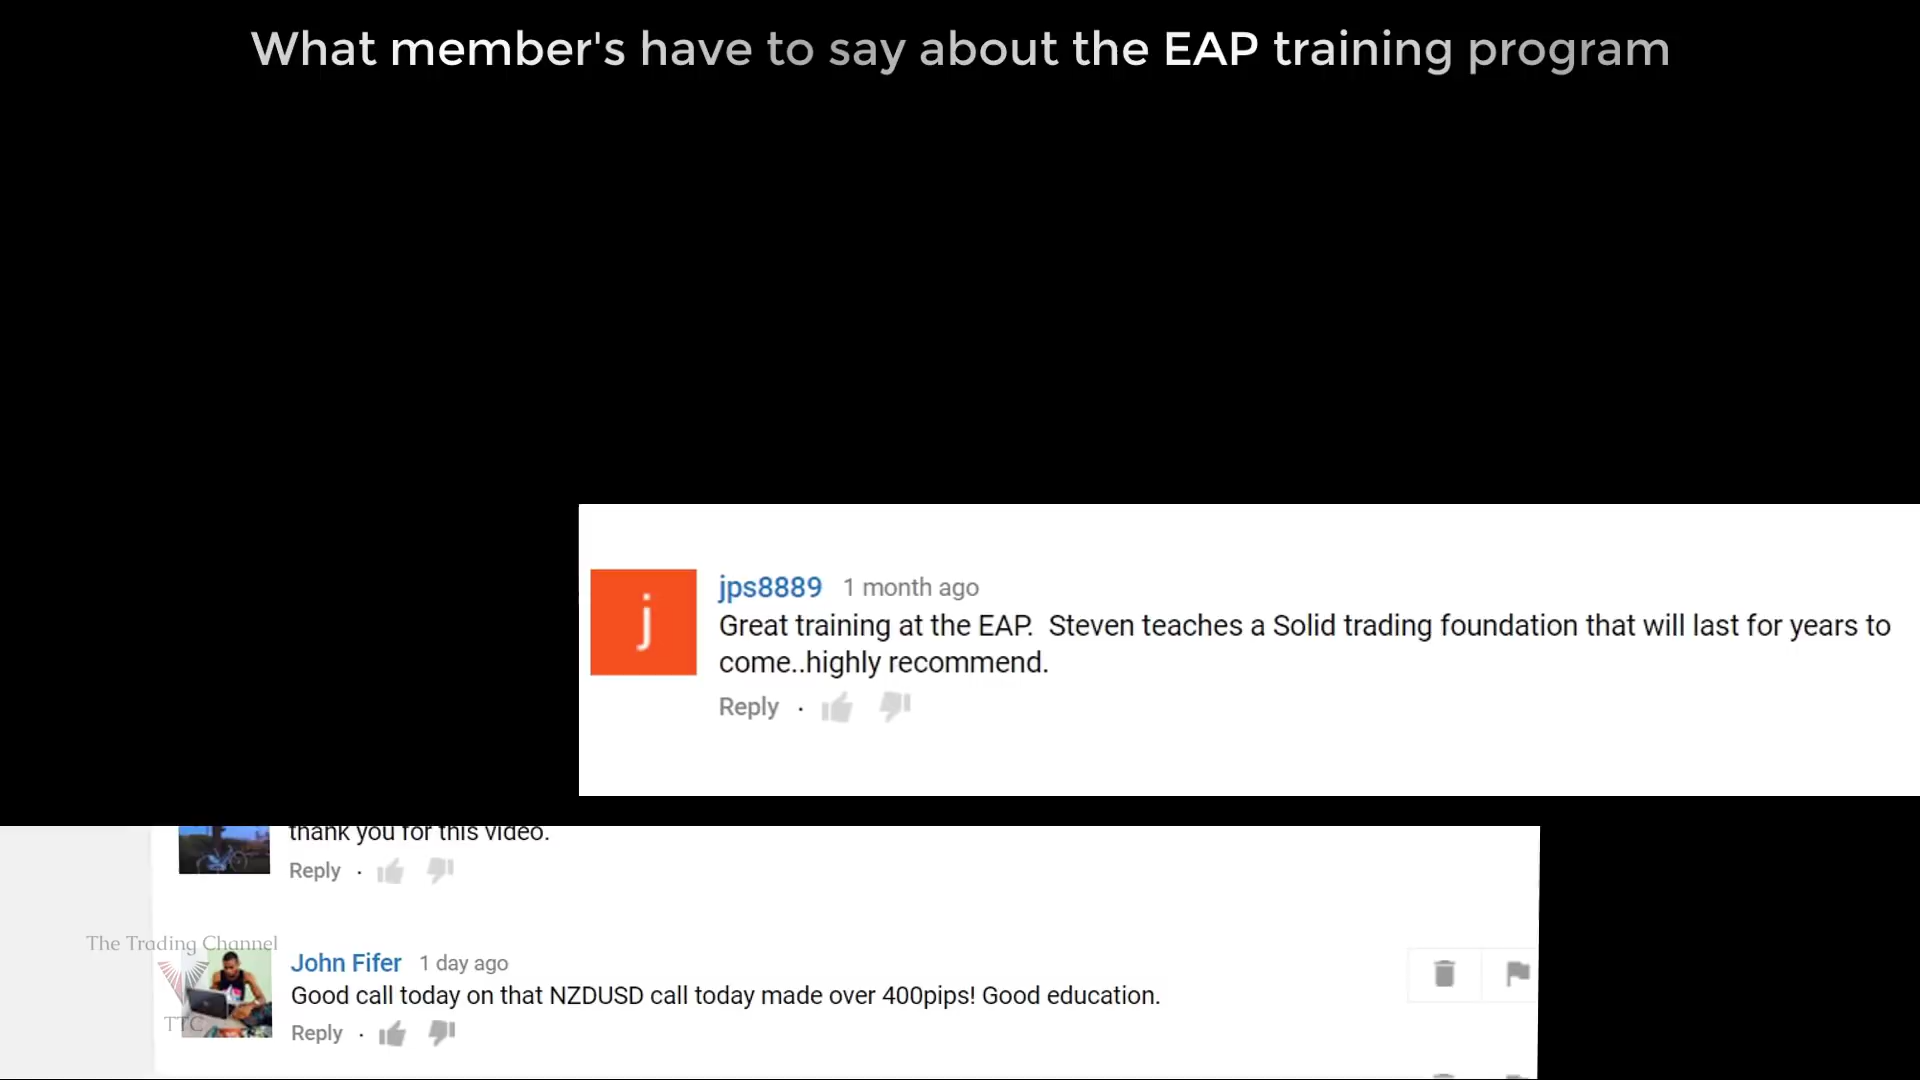 What member's have to say about the EAP training program
j
jps8889 1 month ago
Great training at the EAP. Steven teaches a Solid trading foundation that will last for years to
come..highly recommend.
Reply ·
thank you for this video.
Reply ·
The Trading Channel
TTC
John Fifer 1 day ago
Good call today on that NZDUSD call today made over 400pips! Good education.
Reply ·